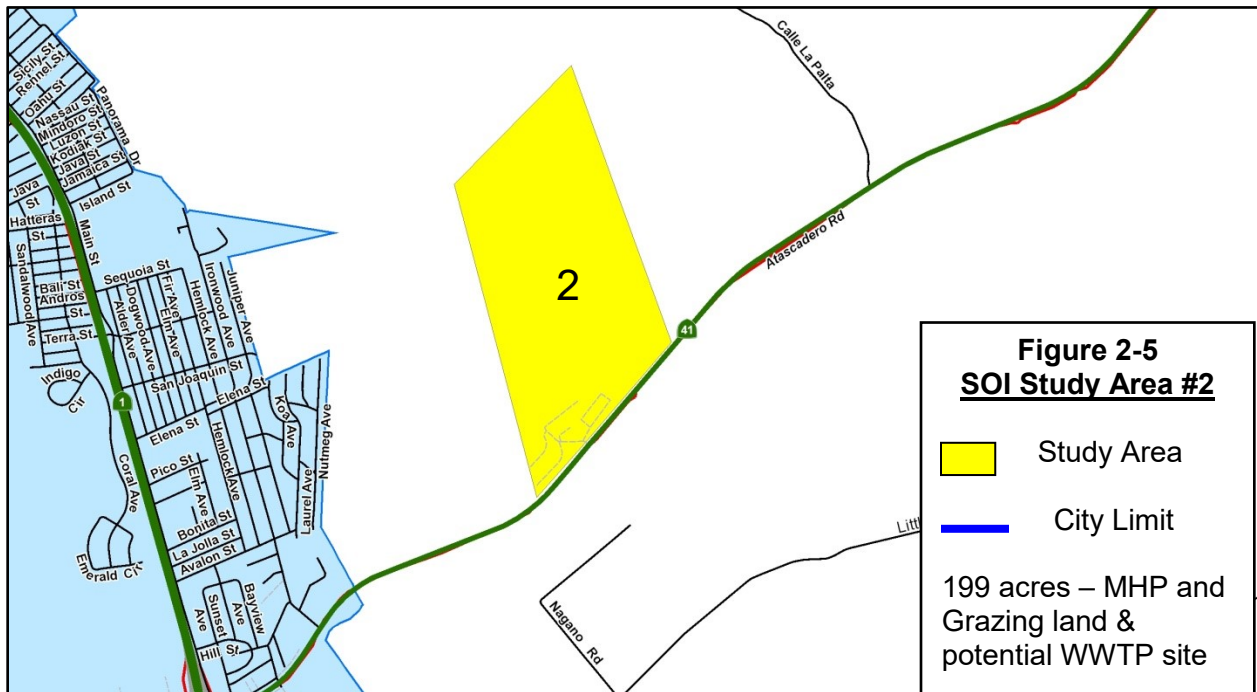 Sicily St
Rennel St
Oahu St
Nassau St
Mindoro St
Luzon St
Kodiak St
Java St
Jamaica St
Island St
Panorama Dr
Java
St
Hatteras
St
Main St
Sandalwood Ave
Bali St
Andros
St
Terra St
Indigo
Cir
Sequoia St
Alder Ave
Dogwood Ave
Fir Ave
Elm Ave
Hemlock Ave
Ironwood Ave
Juniper Ave
San Joaquin St
Elena St
Elena St
Koa Ave
Nutmeg Ave
Laurel Ave
Hemlock Ave
1
Coral Ave
Pico St
Elm Ave
Bonita St
La Jolla St
Avalon St
Emerald Cir
Sunset
Ave
Bayview
Ave
Hill St
2
41
Atascadero Rd
Calle La Palta
Nagano Rd
Littl
Figure 2-5
SOI Study Area #2
Study Area
City Limit
199 acres – MHP and
Grazing land &
potential WWTP site